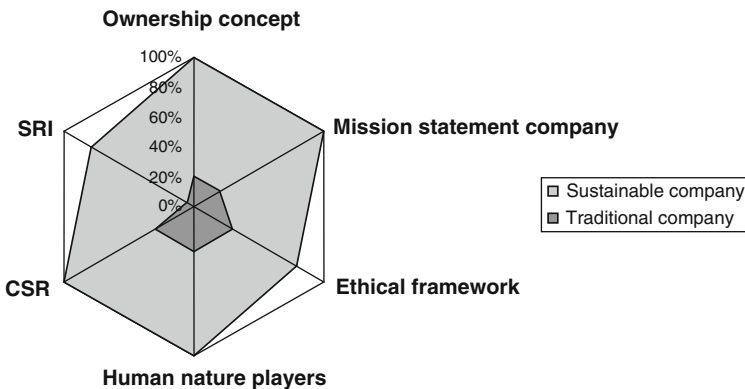 Ownership concept
100%
80%
60%
40%
20%
0%
SRI
Mission statement company
Sustainable company
Traditional company
CSR
Ethical framework
Human nature players